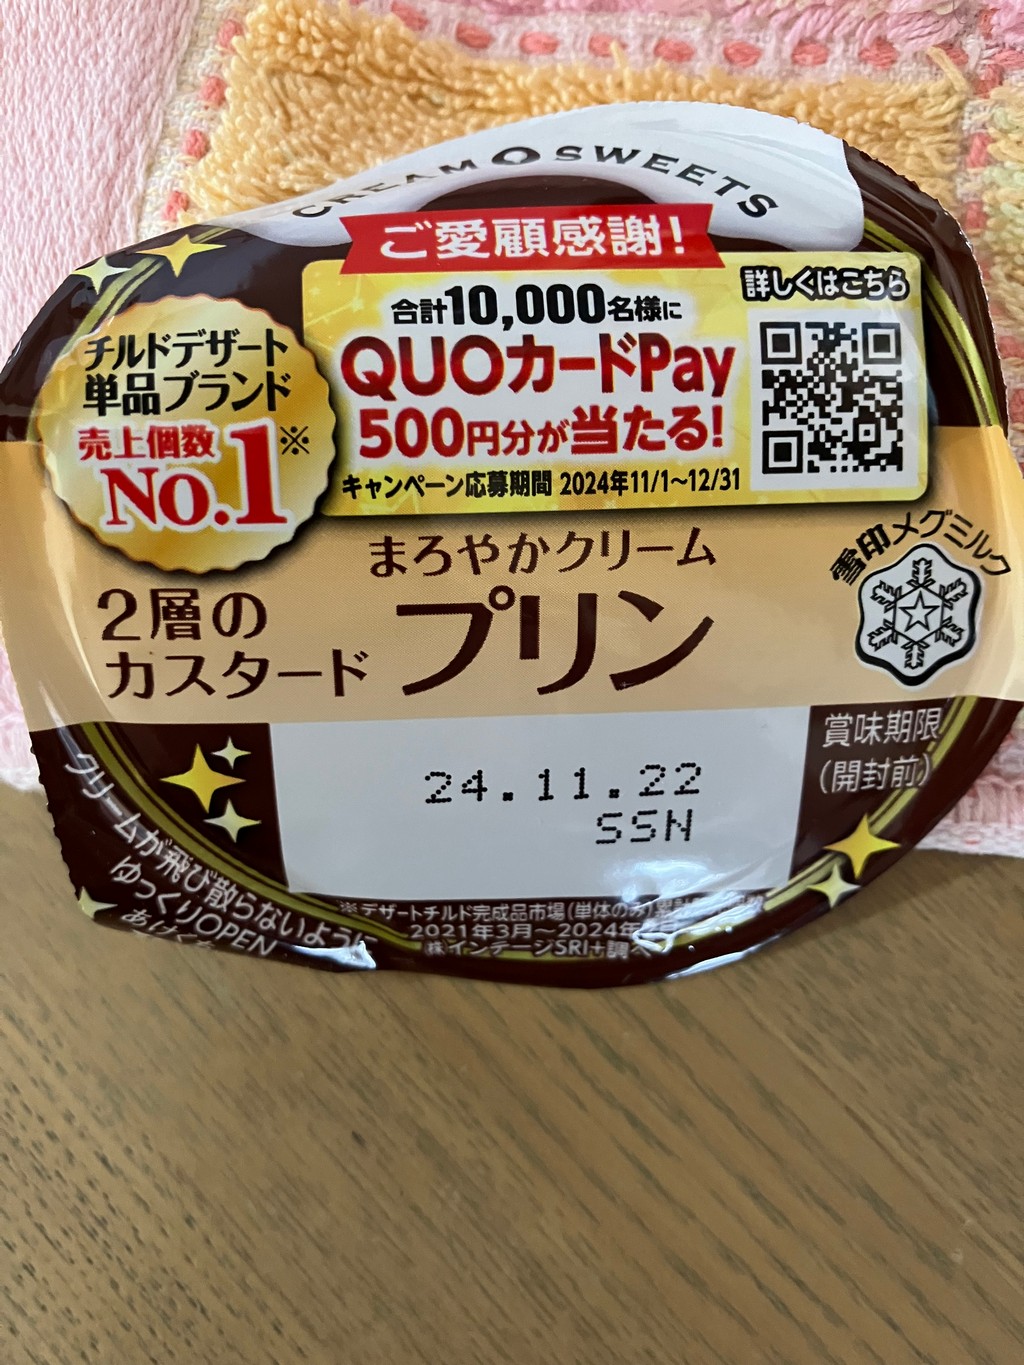 CREAM SWEETS
ご愛顧感謝!
合計10,000名様に
QUOカードPay
500円分が当たる!
キャンペーン応募期間 2024年11/1~12/31
詳しくはこちら
チルドデザート
単品ブランド
売上個数
No.1※
まろやかクリーム
プリン
2層の
カスタード
雪印メグミルク
賞味期限
(開封前)
24.11.22
SSN
クリームが飛び散らないように
ゆっくりOPEN
※デザートチルド完成品市場(単体のみ)
2021年3月~2024年
㈱インテージSRI+調べ